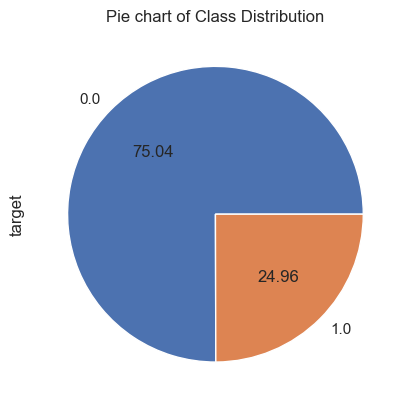 Pie chart of Class Distribution
0.0
75.04
target
24.96
1.0